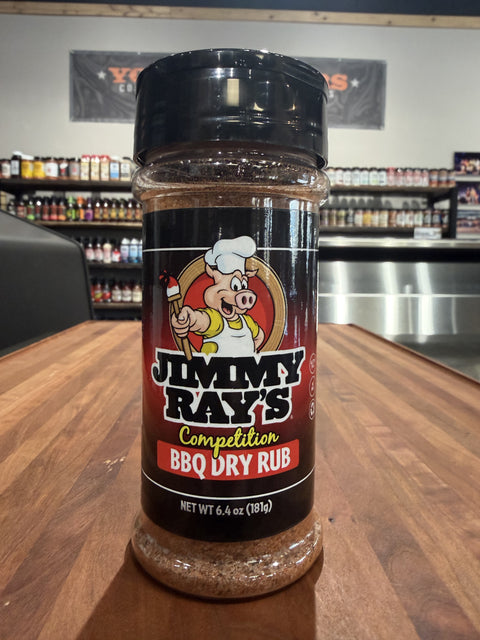 JIMMY
RAY'S
Competition
BBQ DRY RUB
NET WT 6.4 oz (181g)